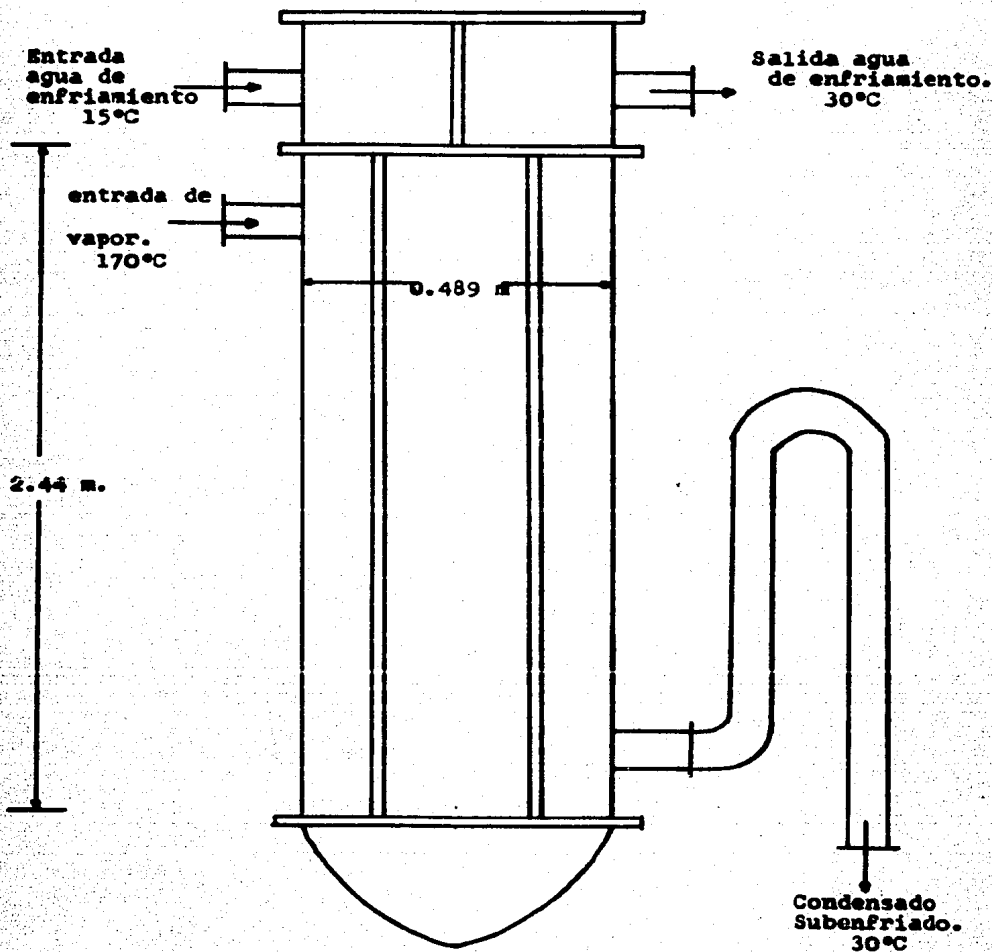 Entrada
agua de
enfriamiento
15°C
Salida agua
de enfriamiento.
30°C
entrada de
vapor.
170°C
0.489 m
2.44 m.
Condensado
Subenfriado.
30°C